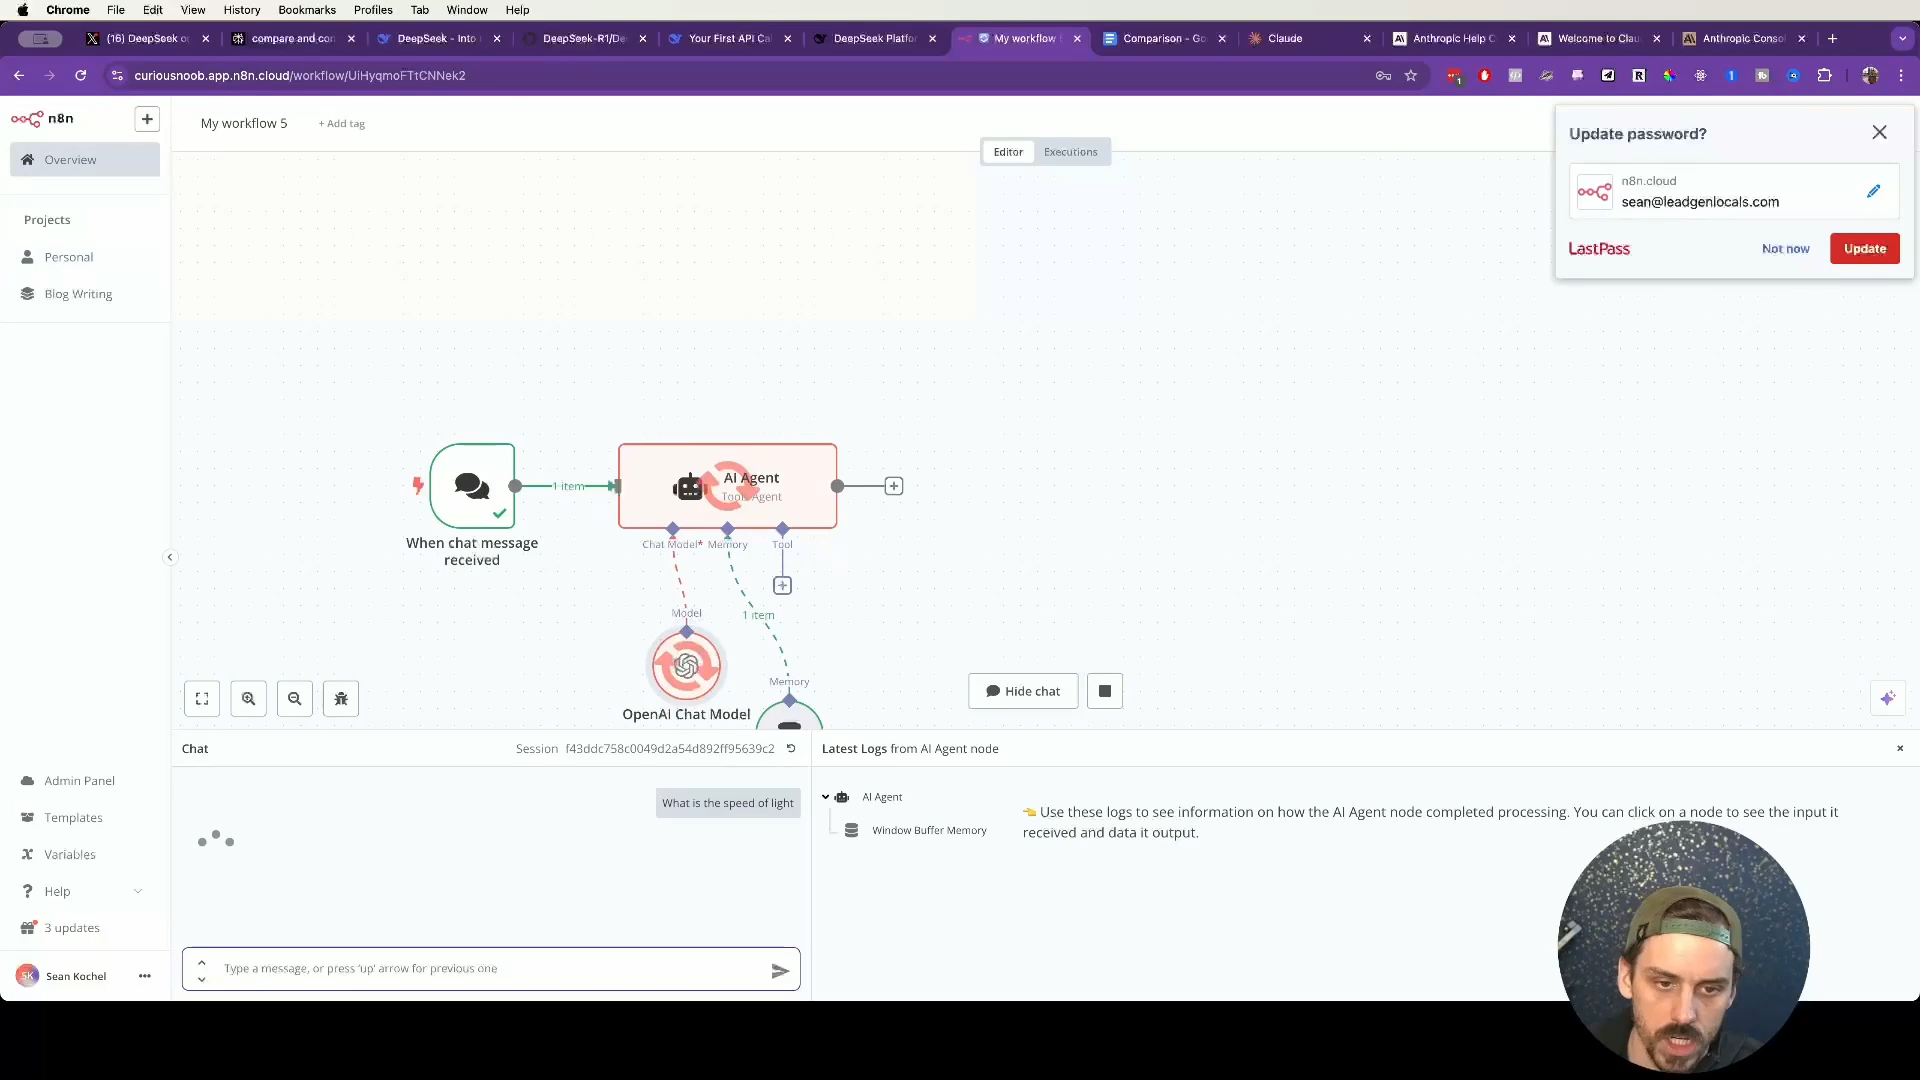 Chrome File Edit View History Bookmarks Profiles Tab Window Help
(16) DeepSeek o
compare and con
DeepSeek - Into
DeepSeek-R1/De
Your First API Ca
DeepSeek Platfor
My workflow
Comparison - Go
Claude
Anthropic Help C
Welcome to Clau
Anthropic Conso
curiousnoob.app.n8n.cloud/workflow/UiHyqmoFTtCNNek2
n8n
Overview
Projects
Personal
Blog Writing
Admin Panel
Templates
Variables
Help
3 updates
SK
Sean Kochel
My workflow 5
+ Add tag
Editor
Executions
Update password?
n8n.cloud
sean@leadgenlocals.com
LastPass
Not now
Update
1 item
When chat message
received
AI Agent
Tools Agent
Chat Model*
Memory
Tool
Model
1 item
Memory
OpenAI Chat Model
Hide chat
Chat
Session f43ddc758c0049d2a54d892ff95639c2
What is the speed of light
Type a message, or press 'up' arrow for previous one
Latest Logs from AI Agent node
AI Agent
Window Buffer Memory
👈 Use these logs to see information on how the AI Agent node completed processing. You can click on a node to see the input it
received and data it output.